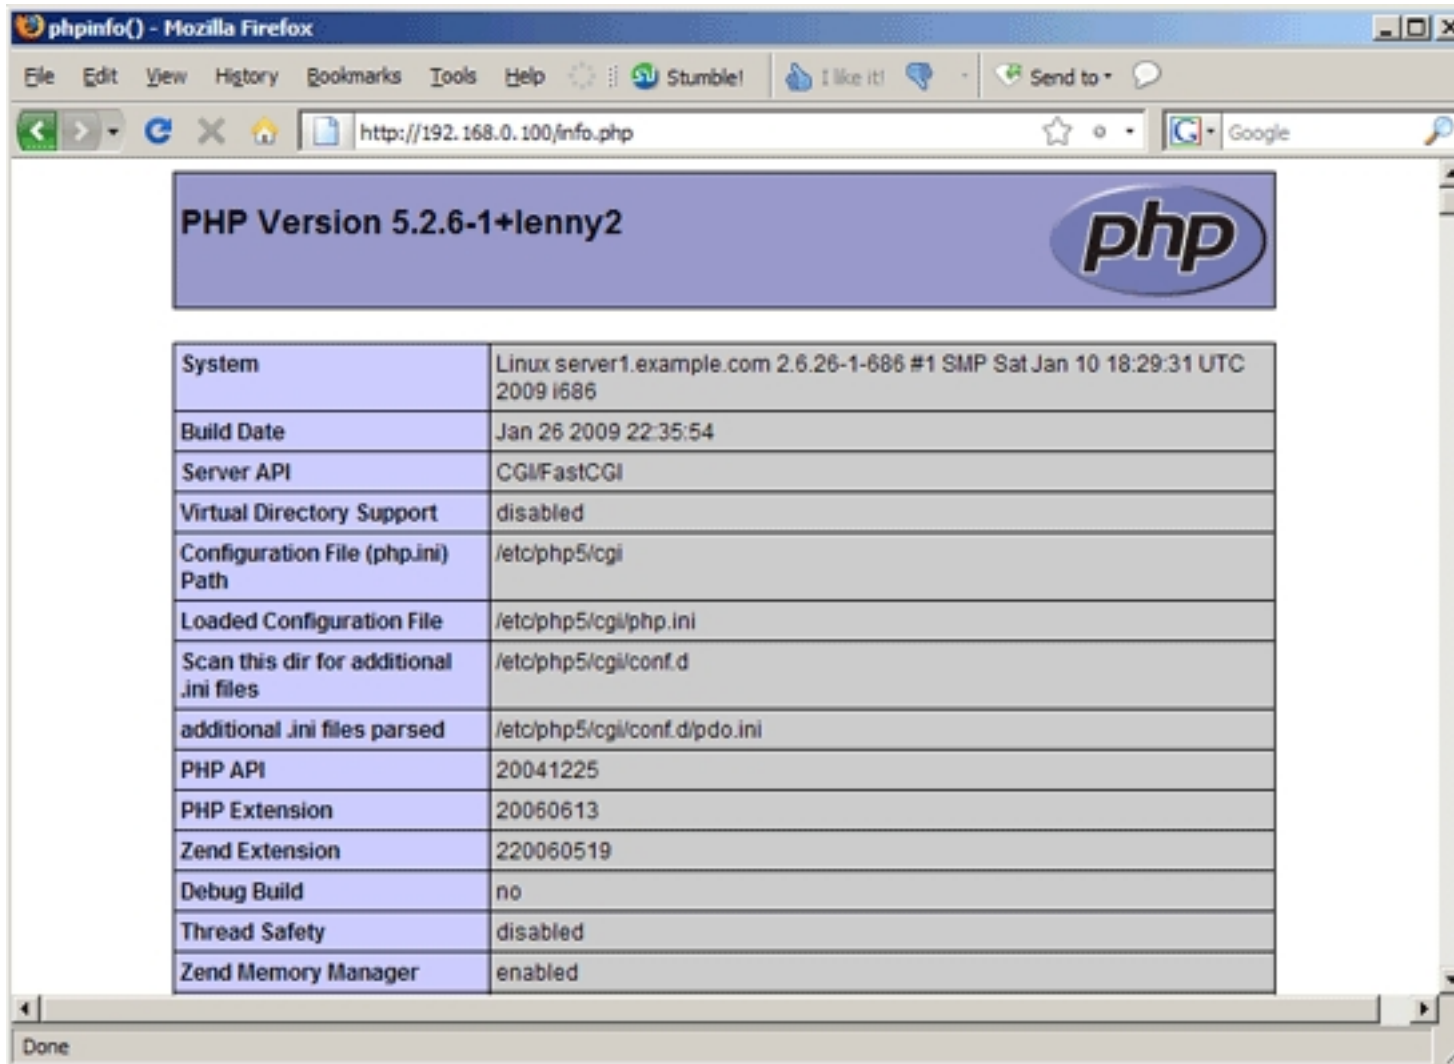 phpinfo() - Mozilla Firefox
File Edit View History Bookmarks Tools Help Stumble! I like it! Send to
http://192.168.0.100/info.php Google
PHP Version 5.2.6-1+lenny2 php
System Linux server1.example.com 2.6.26-1-686 #1 SMP Sat Jan 10 18:29:31 UTC
2009 i686
Build Date Jan 26 2009 22:35:54
Server API CGI/FastCGI
Virtual Directory Support disabled
Configuration File (php.ini) /etc/php5/cgi
Path
Loaded Configuration File /etc/php5/cgi/php.ini
Scan this dir for additional /etc/php5/cgi/conf.d
.ini files
additional .ini files parsed /etc/php5/cgi/conf.d/pdo.ini
PHP API 20041225
PHP Extension 20060613
Zend Extension 220060519
Debug Build no
Thread Safety disabled
Zend Memory Manager enabled
Done